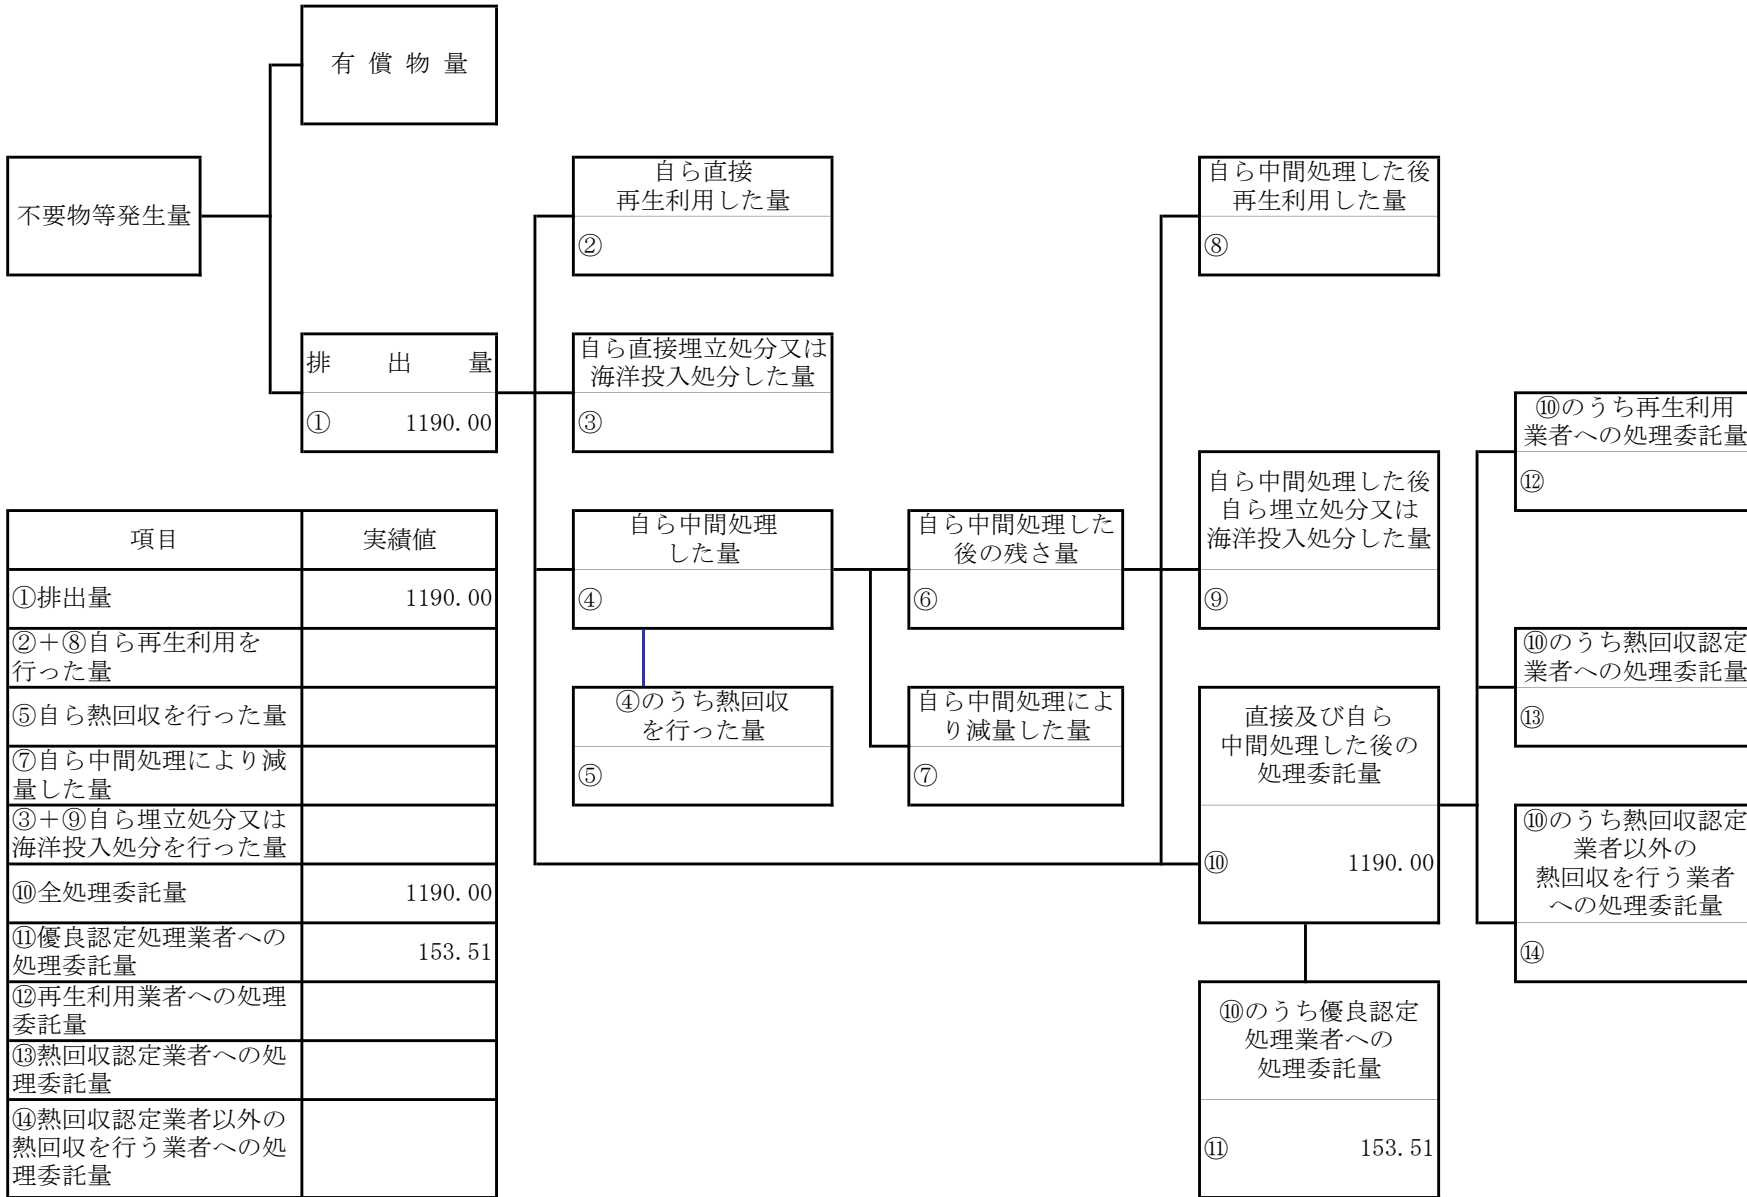 有 償 物 量
不要物等発生量
排 出 量
① 1190.00
自ら直接
再生利用した量
②
自ら直接埋立処分又は
海洋投入処分した量
③
自ら中間処理
した量
④
④のうち熱回収
を行った量
⑤
自ら中間処理した
後の残さ量
⑥
自ら中間処理によ
り減量した量
⑦
自ら中間処理した後
再生利用した量
⑧
自ら中間処理した後
自ら埋立処分又は
海洋投入処分した量
⑨
直接及び自ら
中間処理した後の
処理委託量
⑩ 1190.00
⑩のうち優良認定
処理業者への
処理委託量
⑪ 153.51
⑩のうち再生利用
業者への処理委託量
⑫
⑩のうち熱回収認定
業者への処理委託量
⑬
⑩のうち熱回収認定
業者以外の
熱回収を行う業者
への処理委託量
⑭
項目 実績値
①排出量 1190.00
②+⑧自ら再生利用を
行った量
⑤自ら熱回収を行った量
⑦自ら中間処理により減
量した量
③+⑨自ら埋立処分又は
海洋投入処分を行った量
⑩全処理委託量 1190.00
⑪優良認定処理業者への
処理委託量 153.51
⑫再生利用業者への処理
委託量
⑬熱回収認定業者への処
理委託量
⑭熱回収認定業者以外の
熱回収を行う業者への処
理委託量